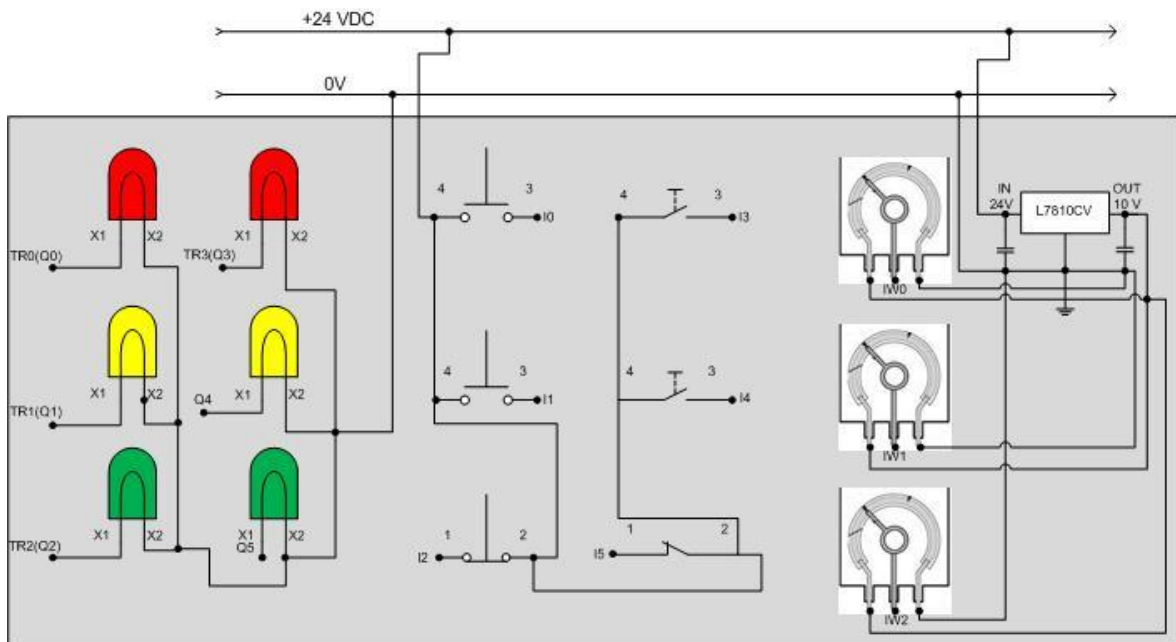 +24 VDC
0V
4 3 4 3 IN OUT
24V L7810CV 10 V
X1 X2 X1 X2 I0 I3
TR0(Q0) TR3(Q3)
IW0
4 3 4 3
X1 X2 X1 X2
Q4 I1 I4
TR1(Q1)
IW1
X1 X2 X1 X2 1 2 1 2
TR2(Q2) Q5 I2 I5
IW2